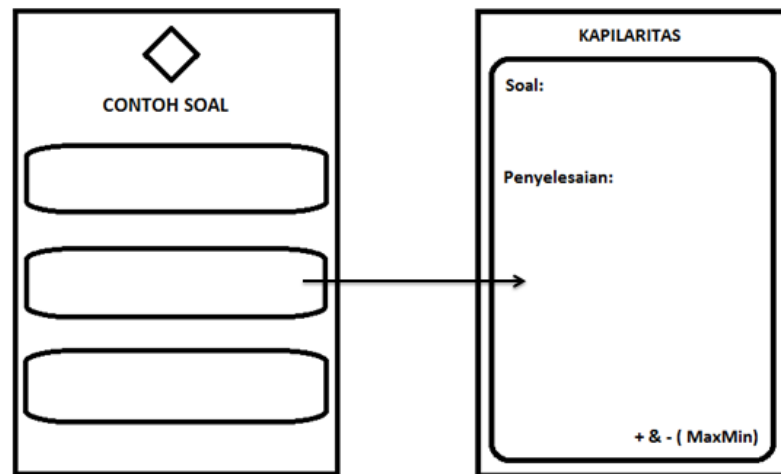 CONTOH SOAL
KAPILARITAS
Soal:
Penyelesaian:
+ & - ( MaxMin)